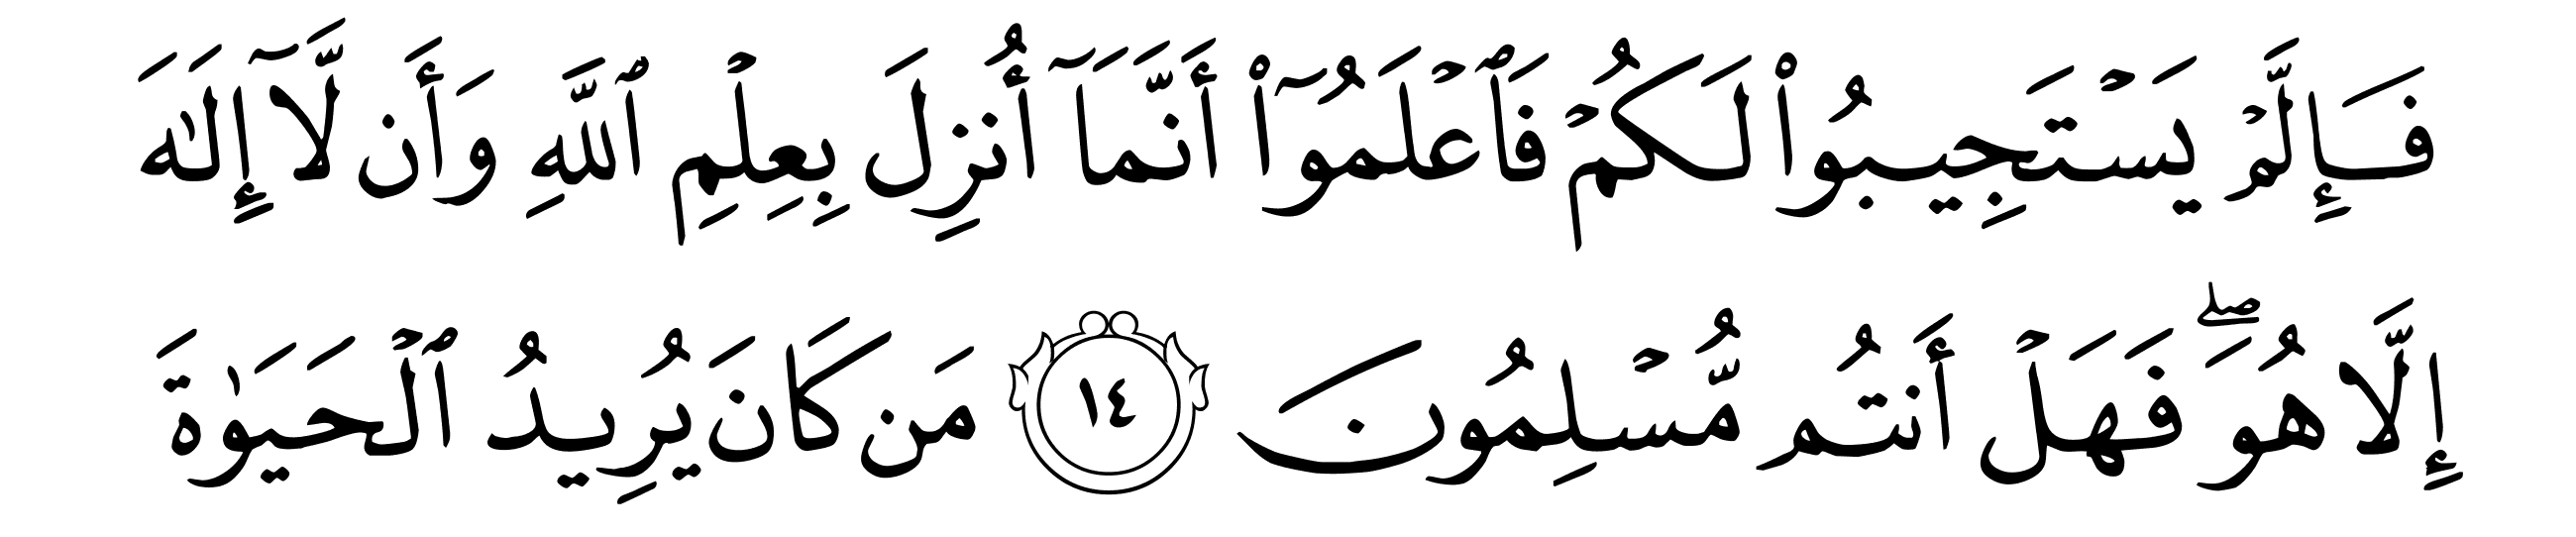 فَإِلَّمْ يَسْتَجِيبُوا۟ لَكُمْ فَٱعْلَمُوٓا۟ أَنَّمَآ أُنزِلَ بِعِلْمِ ٱللَّهِ وَأَن لَّآ إِلَـٰهَ
إِلَّا هُوَ ۖ فَهَلْ أَنتُم مُّسْلِمُونَ ١٤ مَن كَانَ يُرِيدُ ٱلْحَيَوٰةَ